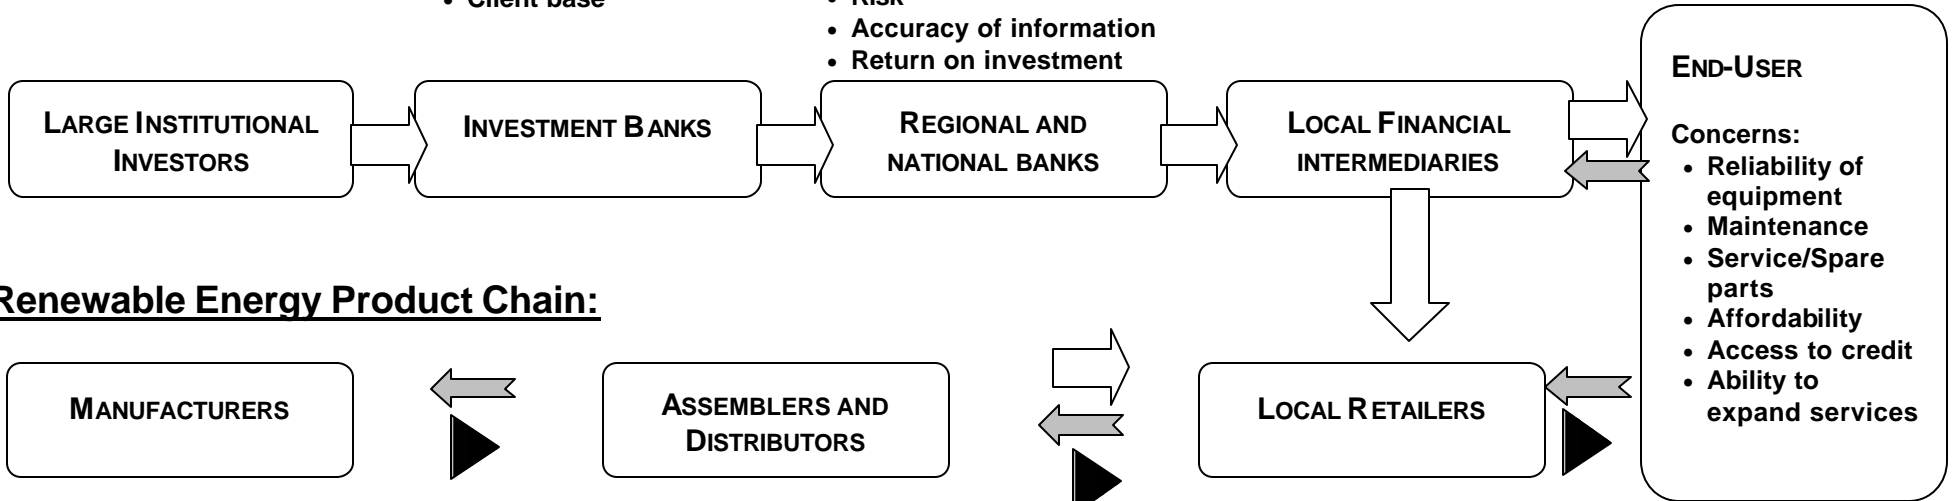 • Client base
• Risk
• Accuracy of information
• Return on investment
LARGE INSTITUTIONAL
INVESTORS
INVESTMENT BANKS
REGIONAL AND
NATIONAL BANKS
LOCAL FINANCIAL
INTERMEDIARIES
END-USER
Concerns:
• Reliability of
equipment
• Maintenance
• Service/Spare
parts
• Affordability
• Access to credit
• Ability to
expand services
Renewable Energy Product Chain:
MANUFACTURERS
ASSEMBLERS AND
DISTRIBUTORS
LOCAL RETAILERS